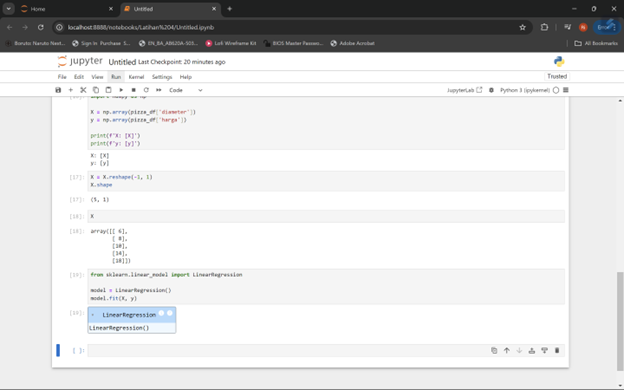 Home
Untitled
localhost:8888/notebooks/Latihan%204/Untitled.ipynb
Boruto: Naruto Next...
Sign in Purchase S...
EN_B4_AB620A-S03...
LoFi Wireframe Kit
BIOS Master Passwo...
Adobe Acrobat
All Bookmarks
jupyter Untitled Last Checkpoint: 20 minutes ago
File Edit View Run Kernel Settings Help
Trusted
Code
JupyterLab
Python 3 (ipykernel)
import numpy as np
X = np.array(pizza_df['diameter'])
y = np.array(pizza_df['harga'])
print(f'X: [X]')
print(f'y: [y]')
X: [X]
y: [y]
[17]: X = X.reshape(-1, 1)
X.shape
[17]: (5, 1)
[18]: X
[18]: array([[ 6],
[ 8],
[10],
[14],
[18]])
[19]: from sklearn.linear_model import LinearRegression
model = LinearRegression()
model.fit(X, y)
[19]: LinearRegression
LinearRegression()
[ ]: